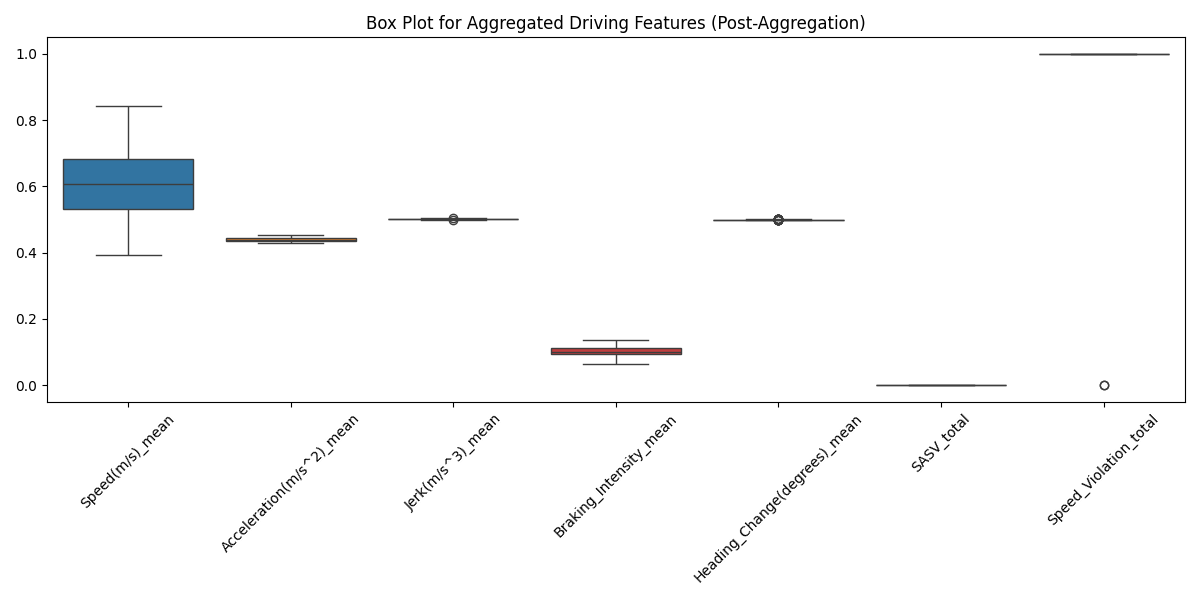 Box Plot for Aggregated Driving Features (Post-Aggregation)
1.0
0.8
0.6
0.4
0.2
0.0
Speed(m/s)_mean
Acceleration(m/s^2)_mean
Jerk(m/s^3)_mean
Braking_Intensity_mean
Heading_Change(degrees)_mean
SASV_total
Speed_Violation_total